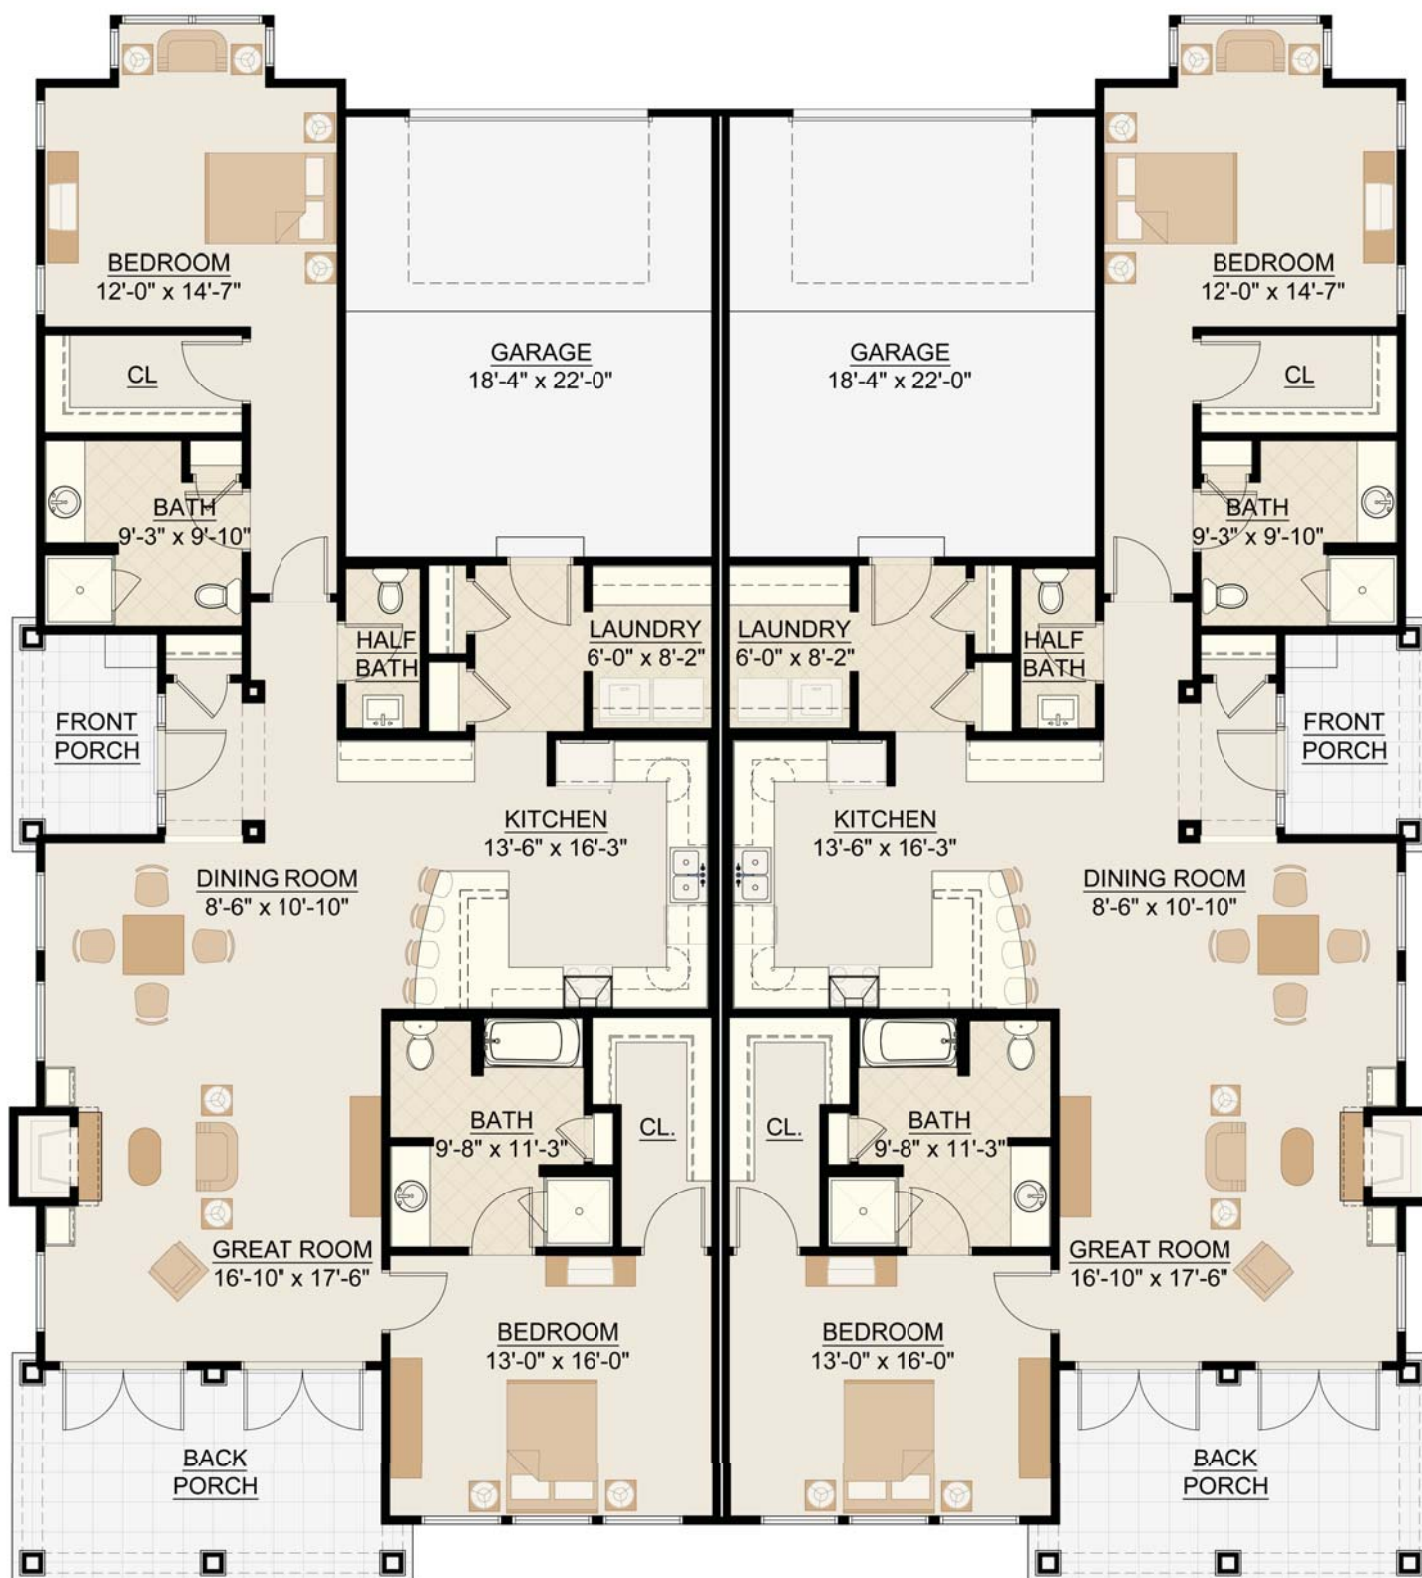 BEDROOM
12'-0" x 14'-7"
BEDROOM
12'-0" x 14'-7"
GARAGE
18'-4" x 22'-0"
GARAGE
18'-4" x 22'-0"
CL
CL
BATH
9'-3" x 9'-10"
BATH
9'-3" x 9'-10"
HALF
BATH
LAUNDRY
6'-0" x 8'-2"
LAUNDRY
6'-0" x 8'-2"
HALF
BATH
FRONT
PORCH
FRONT
PORCH
KITCHEN
13'-6" x 16'-3"
KITCHEN
13'-6" x 16'-3"
DINING ROOM
8'-6" x 10'-10"
DINING ROOM
8'-6" x 10'-10"
BATH
9'-8" x 11'-3"
CL.
CL.
BATH
9'-8" x 11'-3"
GREAT ROOM
16'-10" x 17'-6"
GREAT ROOM
16'-10" x 17'-6"
BEDROOM
13'-0" x 16'-0"
BEDROOM
13'-0" x 16'-0"
BACK
PORCH
BACK
PORCH